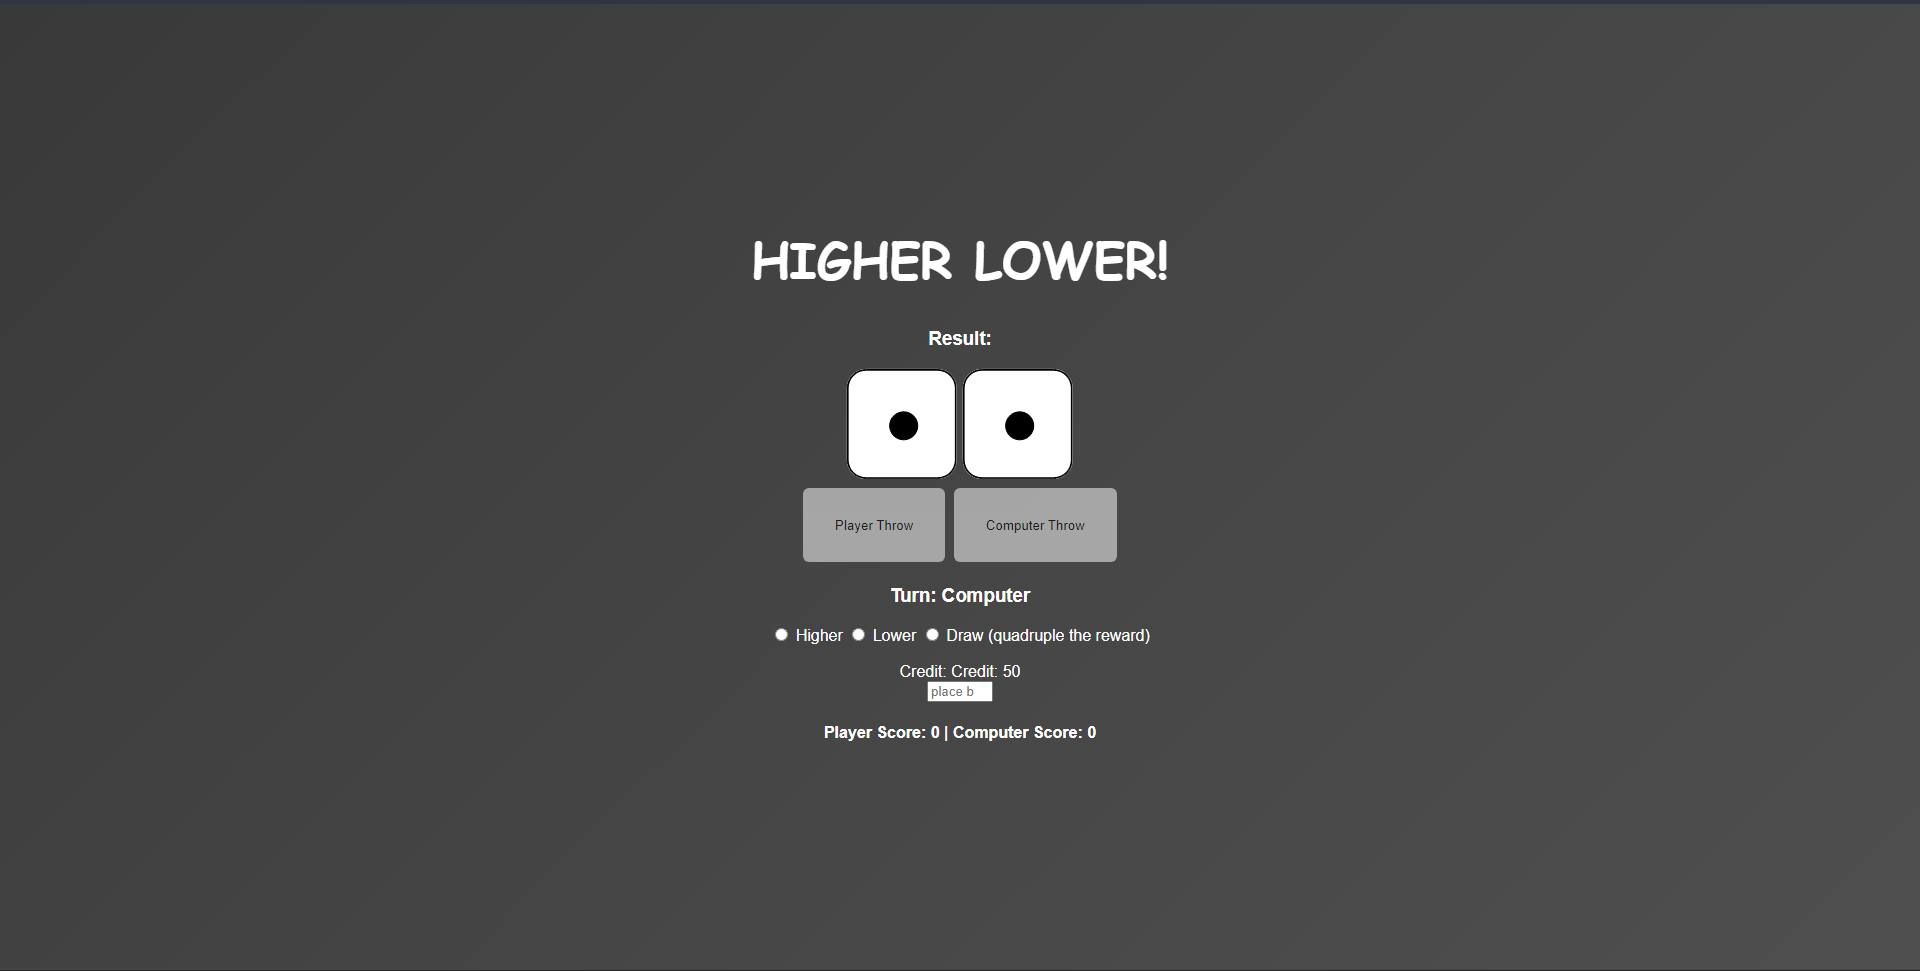 HIGHER LOWER!
Result:
Player Throw Computer Throw
Turn: Computer
Higher Lower Draw (quadruple the reward)
Credit: Credit: 50
place b
Player Score: 0 | Computer Score: 0